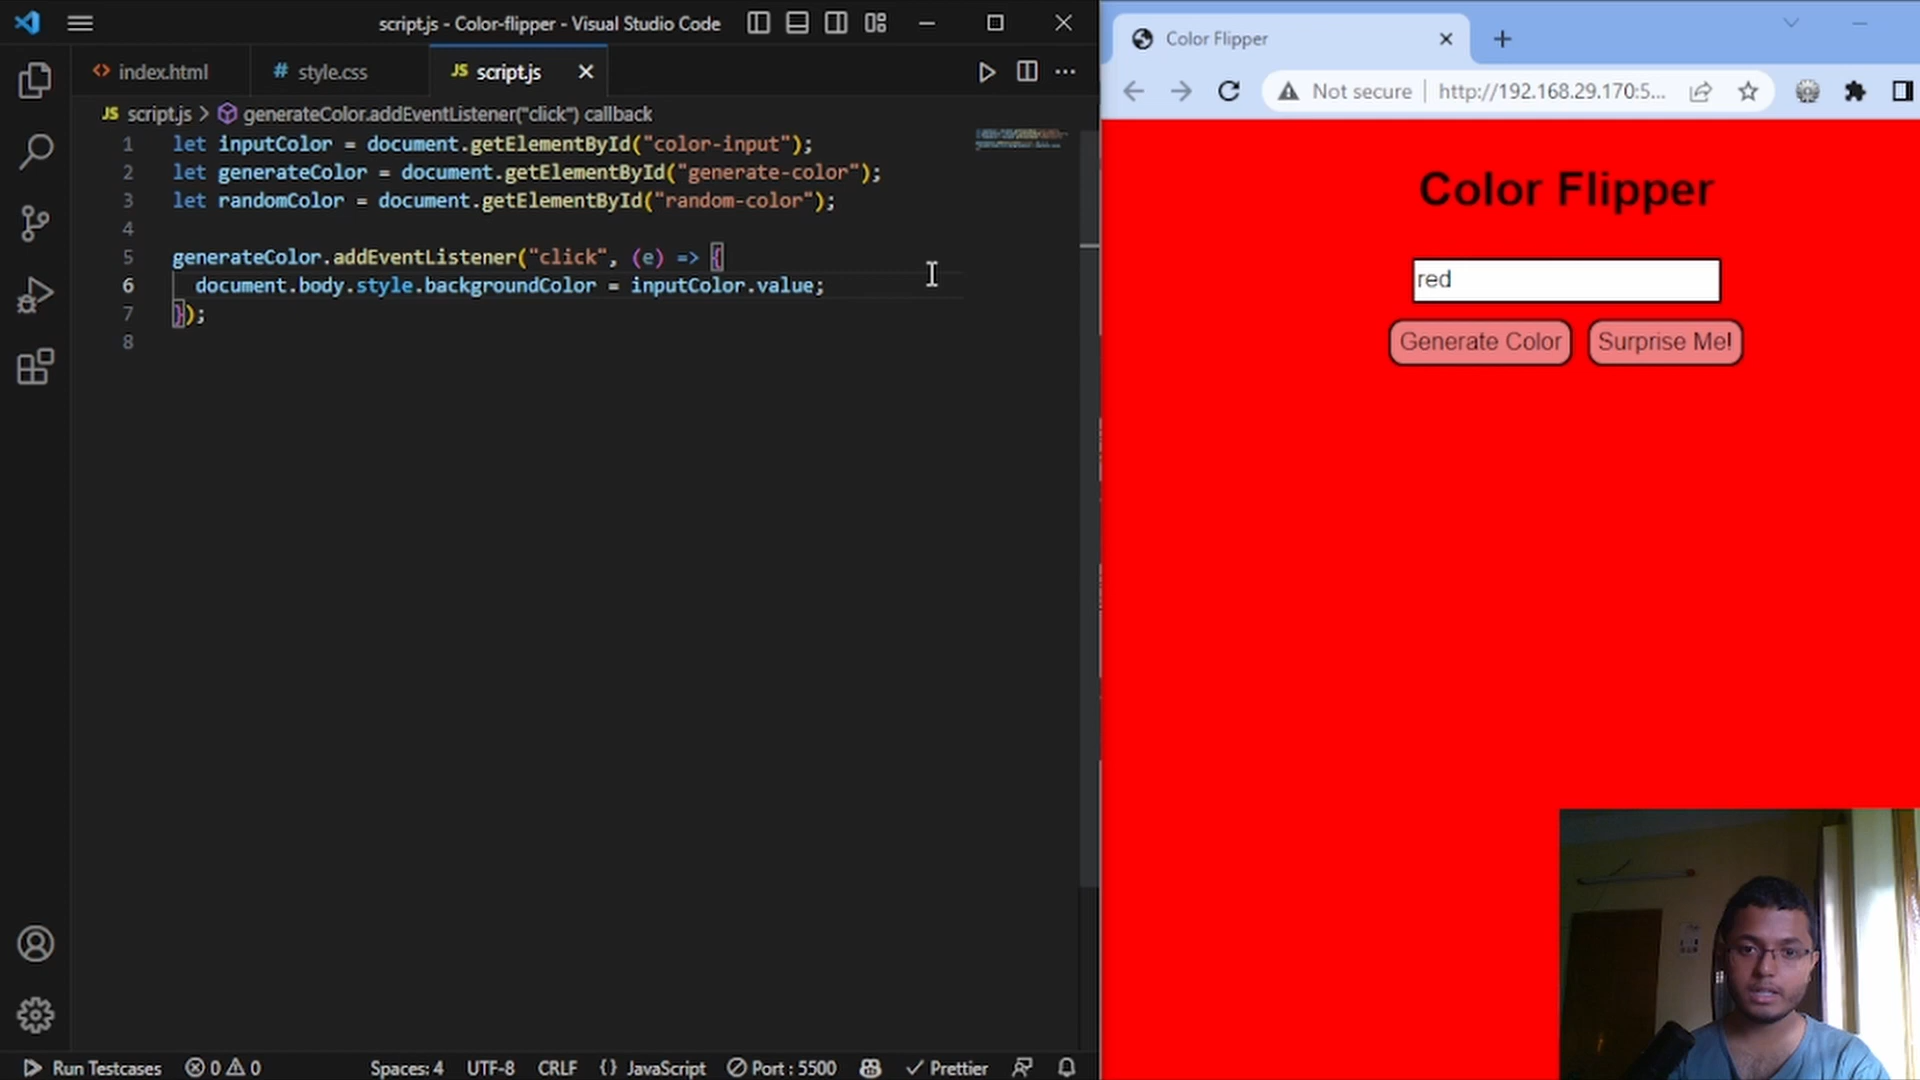 script.js - Color-flipper - Visual Studio Code
index.html
style.css
JS script.js
JS script.js > generateColor.addEventListener("click") callback
1 let inputColor = document.getElementById("color-input");
2 let generateColor = document.getElementById("generate-color");
3 let randomColor = document.getElementById("random-color");
4
5 generateColor.addEventListener("click", (e) => {
6 document.body.style.backgroundColor = inputColor.value;
7 });
8
Run Testcases 0 0 Spaces: 4 UTF-8 CRLF {} JavaScript Port : 5500 Prettier
Color Flipper
Not secure http://192.168.29.170:5...
Color Flipper
red
Generate Color Surprise Me!